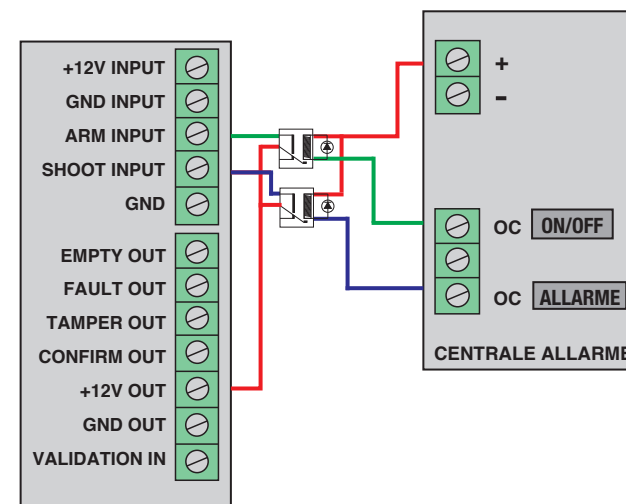 +12V INPUT
GND INPUT
ARM INPUT
SHOOT INPUT
GND
EMPTY OUT
FAULT OUT
TAMPER OUT
CONFIRM OUT
+12V OUT
GND OUT
VALIDATION IN
+
-
OC ON/OFF
OC ALLARME
CENTRALE ALLARME